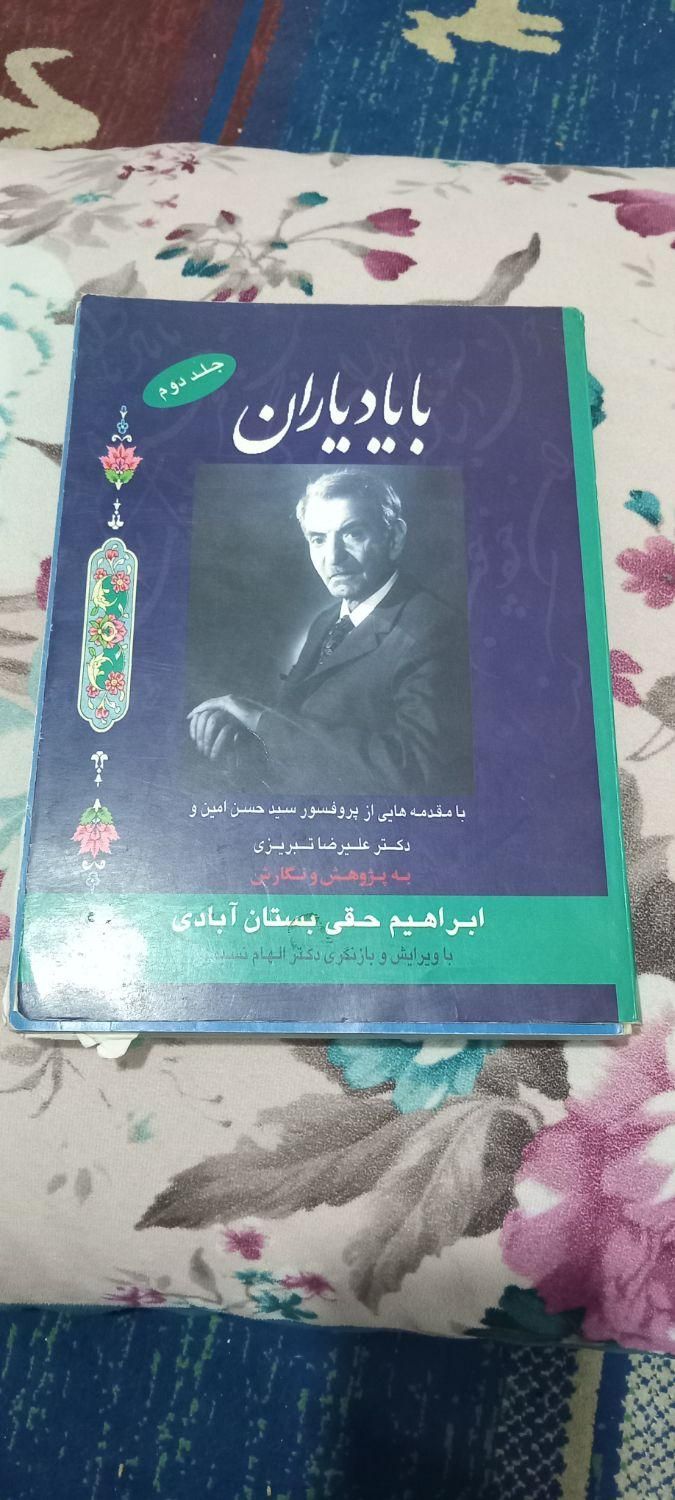 جلد دوم
با یاد یاران
با مقدمه هایی از پروفسور سید حسن امین و
دکتر علیرضا تبریزی
به پژوهش و نگارش
ابراهیم حقی بستان آبادی
با ویرایش و بازنگری دکتر الهام